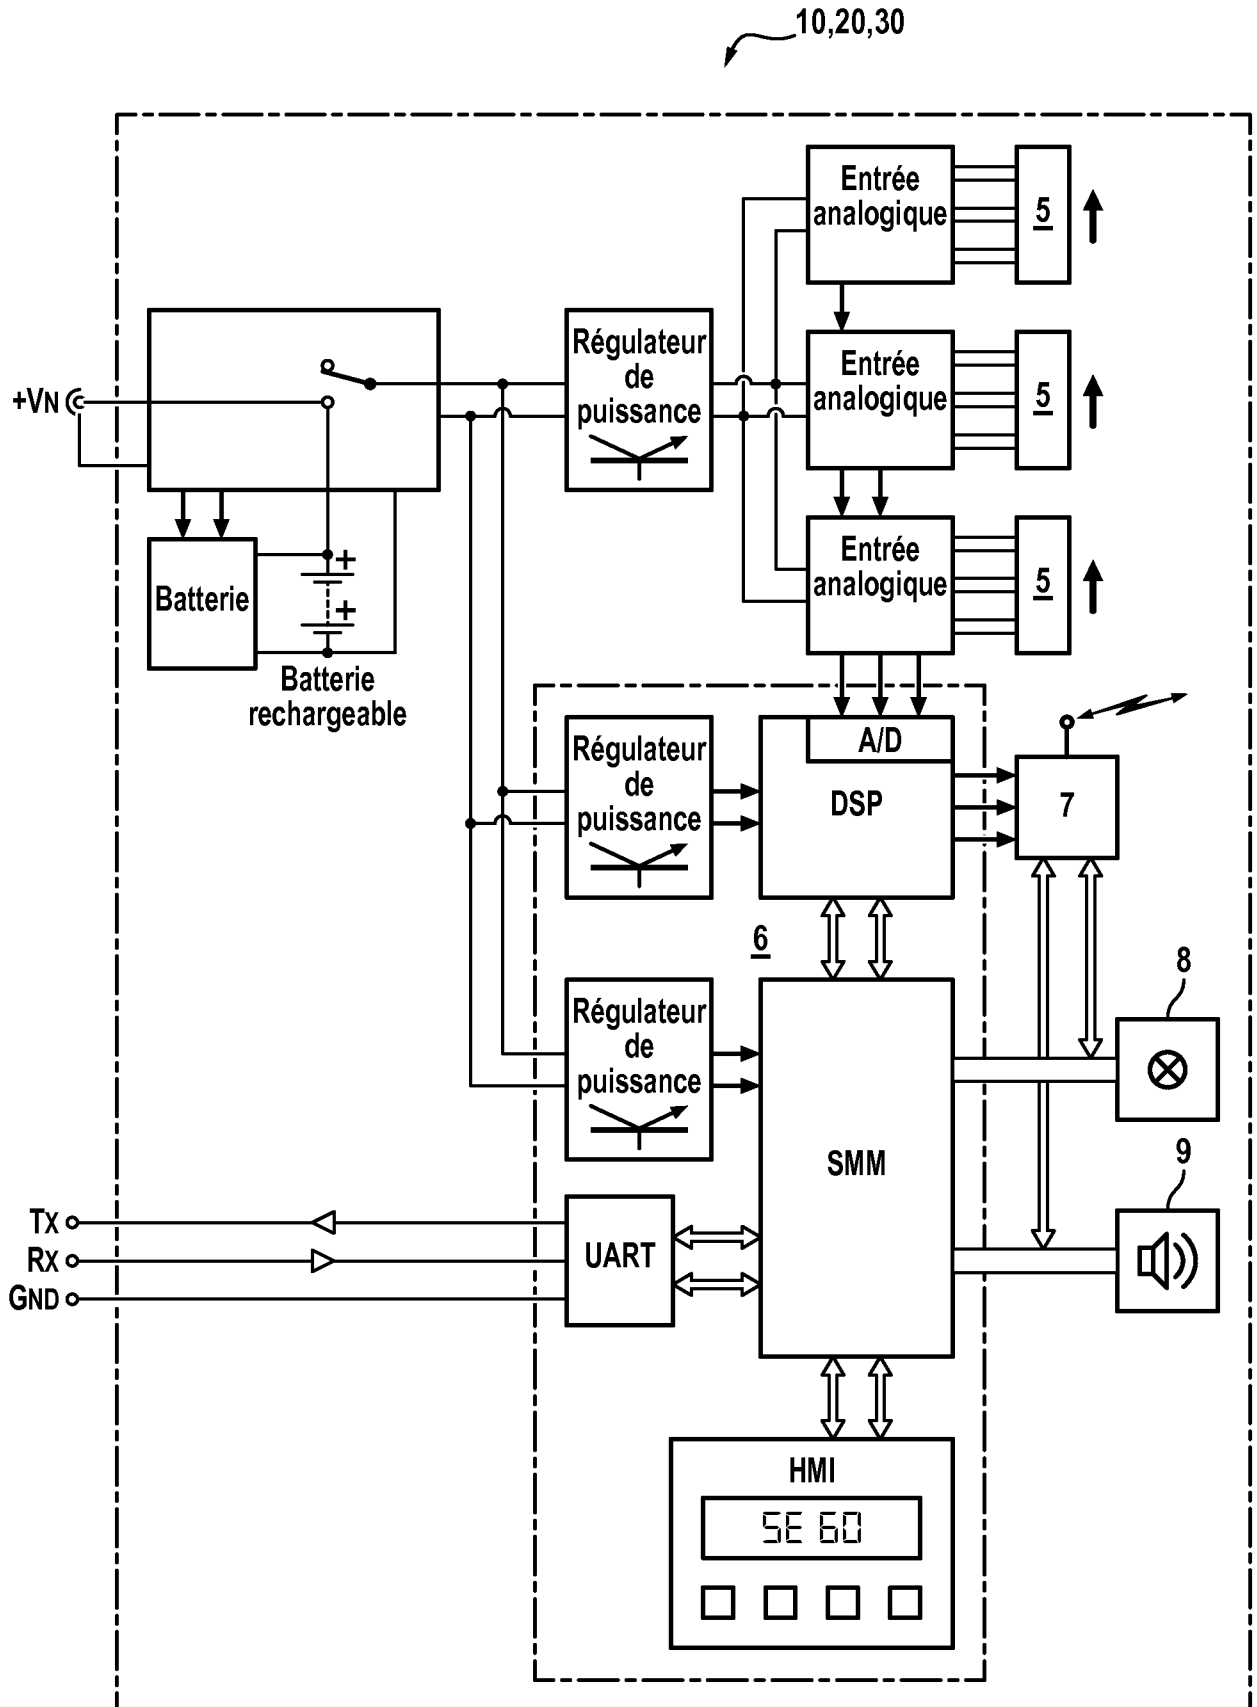 10,20,30
Entrée
analogique
5
+VN
Régulateur
de
puissance
Entrée
analogique
5
Entrée
analogique
5
Batterie
+
+
Batterie
rechargeable
Régulateur
de
puissance
A/D
DSP
7
6
8
Régulateur
de
puissance
SMM
9
TX
RX
GND
UART
HMI
SE 60